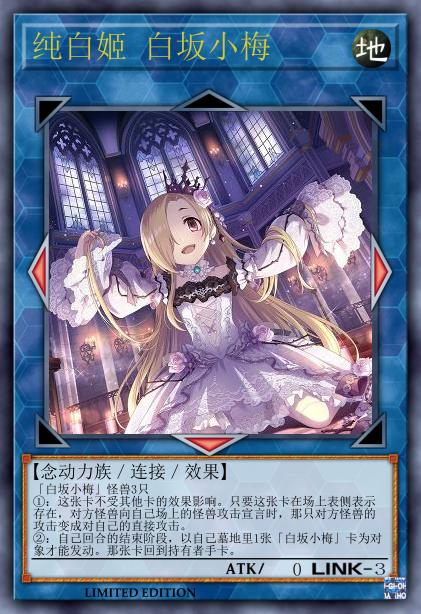 纯白姬 白坂小梅
地
【念动力族 / 连接 / 效果】
「白坂小梅」怪兽3只
①：这张卡不受其他卡的效果影响。只要这张卡在场上表侧表示
存在，对方怪兽向自己场上的怪兽攻击宣言时，那只对方怪兽的
攻击变成对自己的直接攻击。
②：自己回合的结束阶段，以自己墓地里1张「白坂小梅」卡为对
象才能发动。那张卡回到持有者手卡。
ATK/ 0 LINK-3
LIMITED EDITION